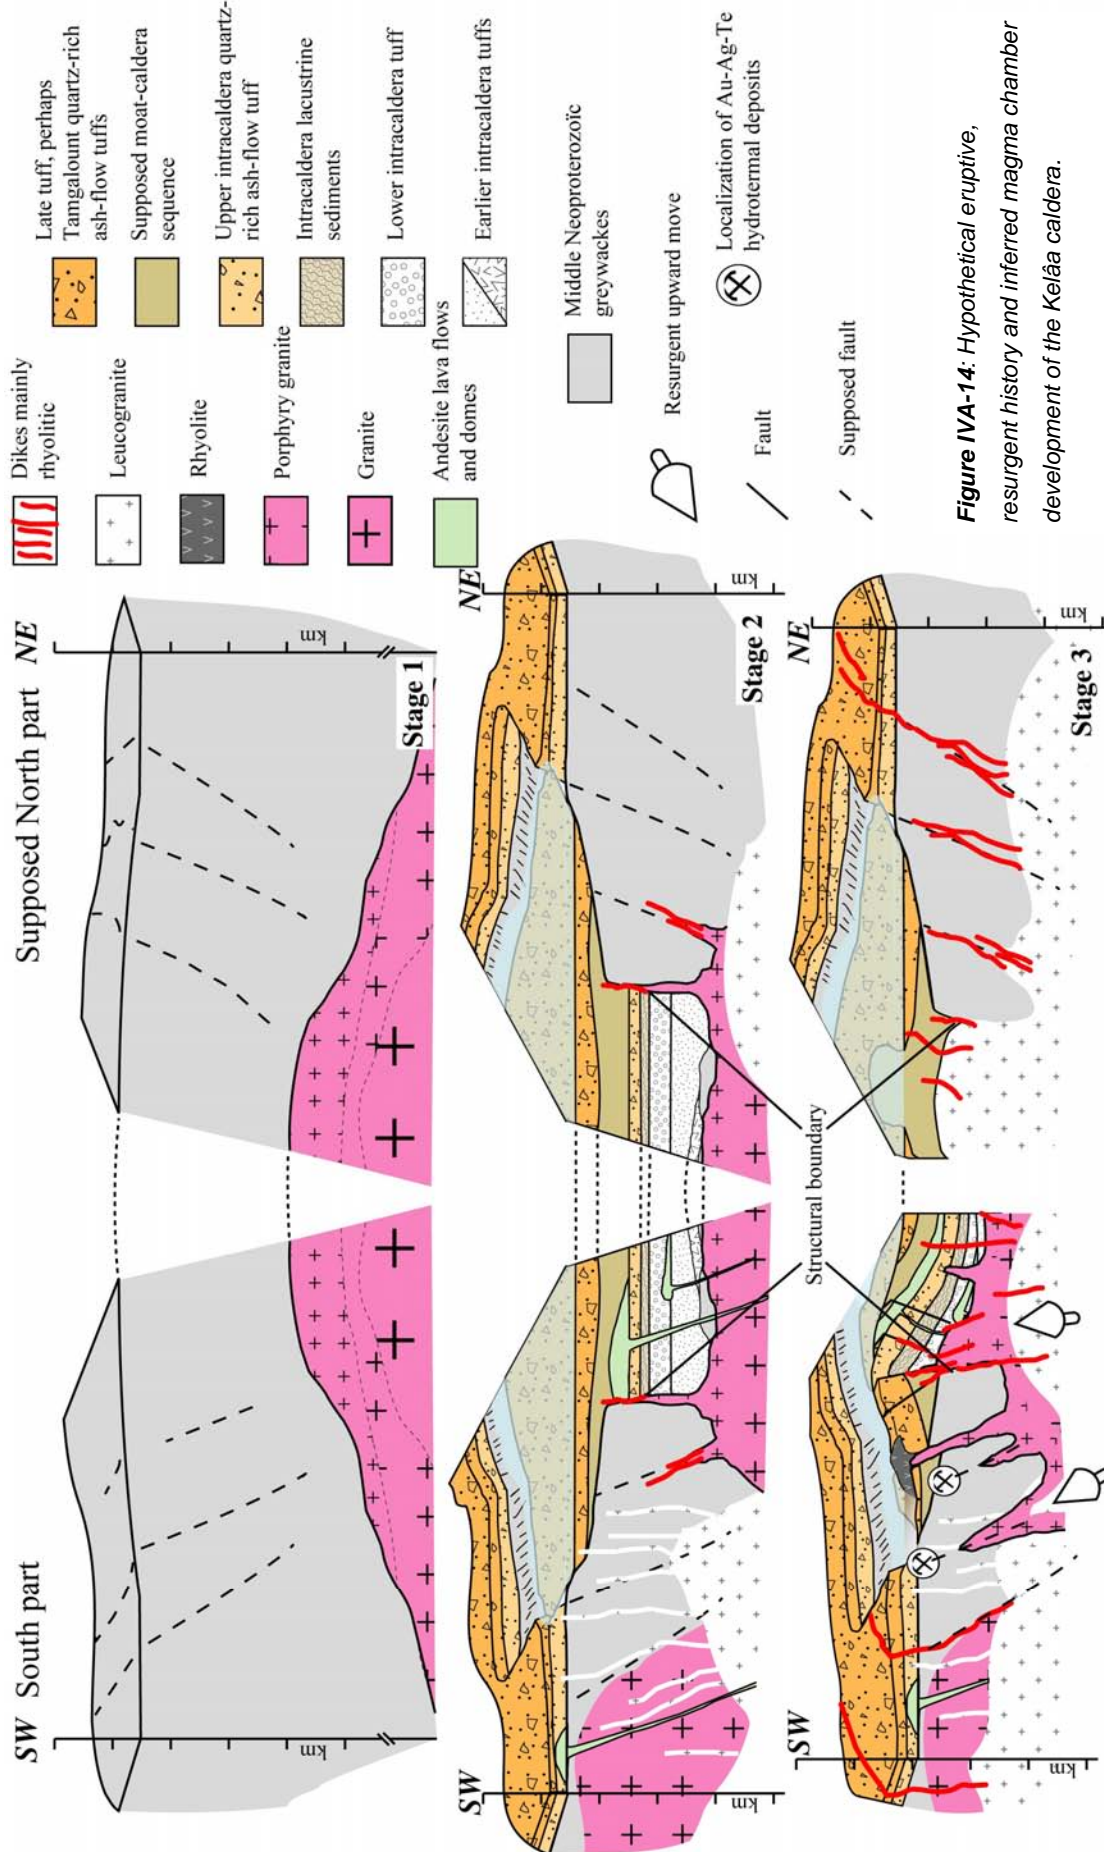 SW South part
Supposed North part NE
km
km
Stage 1
SW
NE
km
km
Stage 2
Structural boundary
SW
NE
km
km
Stage 3
Dikes mainly
rhyolitic
Leucogranite
Rhyolite
Porphyry granite
Granite
Andesite lava flows
and domes
Late tuff, perhaps
Tamgalount quartz-rich
ash-flow tuffs
Supposed moat-caldera
sequence
Upper intracaldera quartz-
rich ash-flow tuff
Intracaldera lacustrine
sediments
Lower intracaldera tuff
Earlier intracaldera tuffs
Middle Neoproterozoïc
greywackes
Resurgent upward move
Fault
Supposed fault
Localization of Au-Ag-Te
hydrotermal deposits
Figure IVA-14: Hypothetical eruptive,
resurgent history and inferred magma chamber
development of the Kelâa caldera.